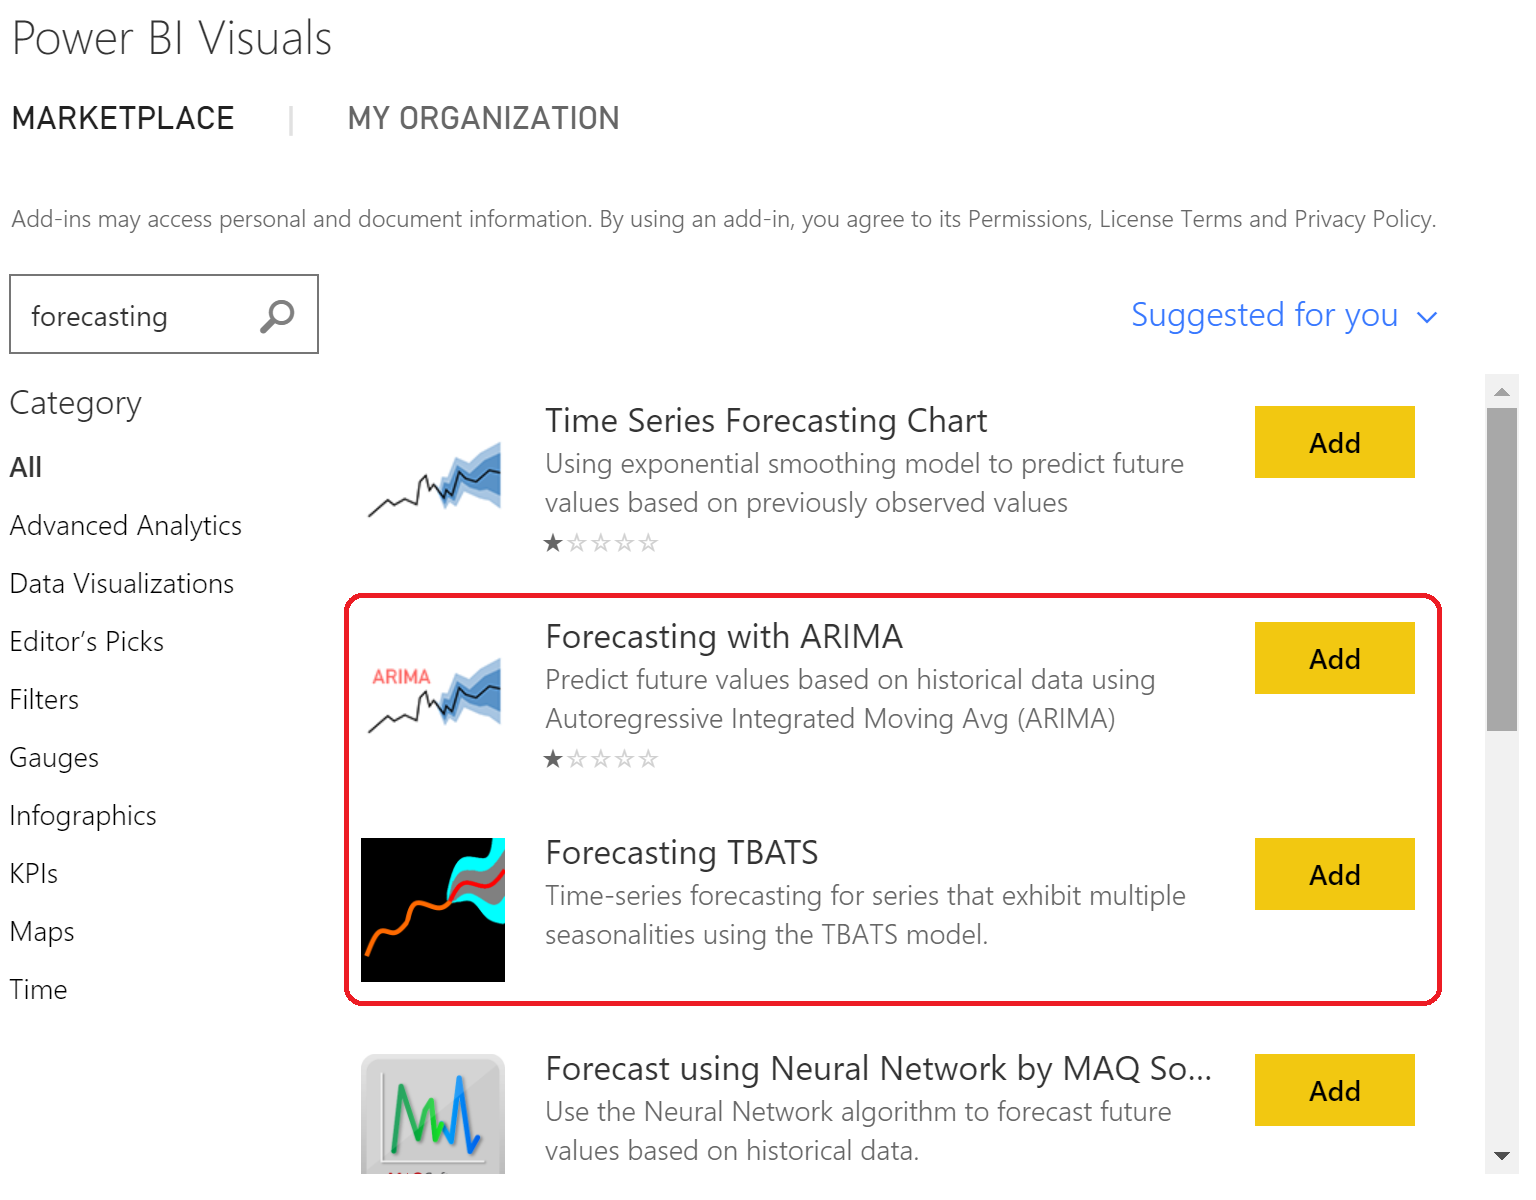 Power BI Visuals
MARKETPLACE | MY ORGANIZATION
Add-ins may access personal and document information. By using an add-in, you agree to its Permissions, License Terms and Privacy Policy.
forecasting
Suggested for you
Category
All
Advanced Analytics
Data Visualizations
Editor’s Picks
Filters
Gauges
Infographics
KPIs
Maps
Time
Time Series Forecasting Chart
Using exponential smoothing model to predict future
values based on previously observed values
Add
ARIMA
Forecasting with ARIMA
Predict future values based on historical data using
Autoregressive Integrated Moving Avg (ARIMA)
Add
Forecasting TBATS
Time-series forecasting for series that exhibit multiple
seasonalities using the TBATS model.
Add
Forecast using Neural Network by MAQ So...
Use the Neural Network algorithm to forecast future
values based on historical data.
Add